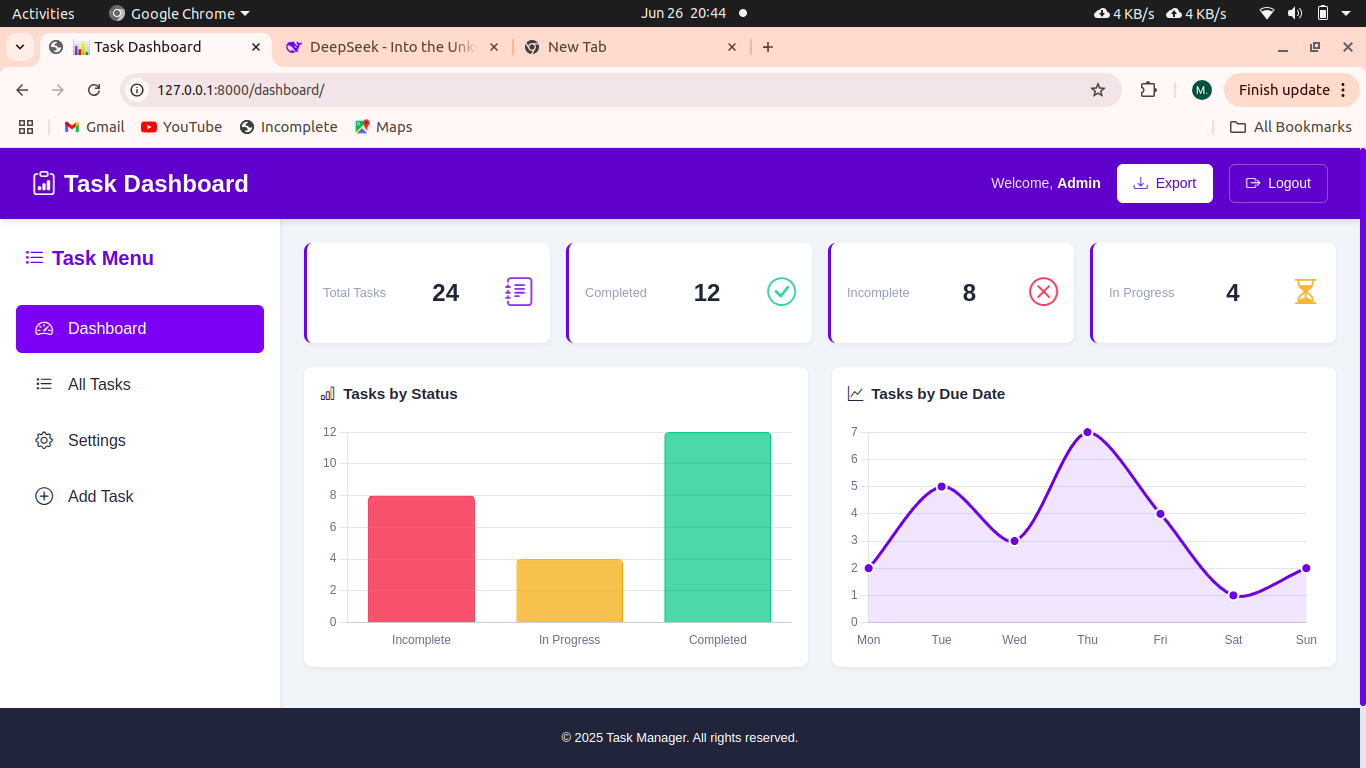 Activities Google Chrome Jun 26 20:44 4 KB/s 4 KB/s
Task Dashboard DeepSeek - Into the Unk New Tab
127.0.0.1:8000/dashboard/ M. Finish update
Gmail YouTube Incomplete Maps All Bookmarks
Task Dashboard Welcome, Admin Export Logout
Task Menu
Dashboard
All Tasks
Settings
Add Task
Total Tasks 24
Completed 12
Incomplete 8
In Progress 4
Tasks by Status
12
10
8
6
4
2
0
Incomplete In Progress Completed
Tasks by Due Date
7
6
5
4
3
2
1
0
Mon Tue Wed Thu Fri Sat Sun
© 2025 Task Manager. All rights reserved.